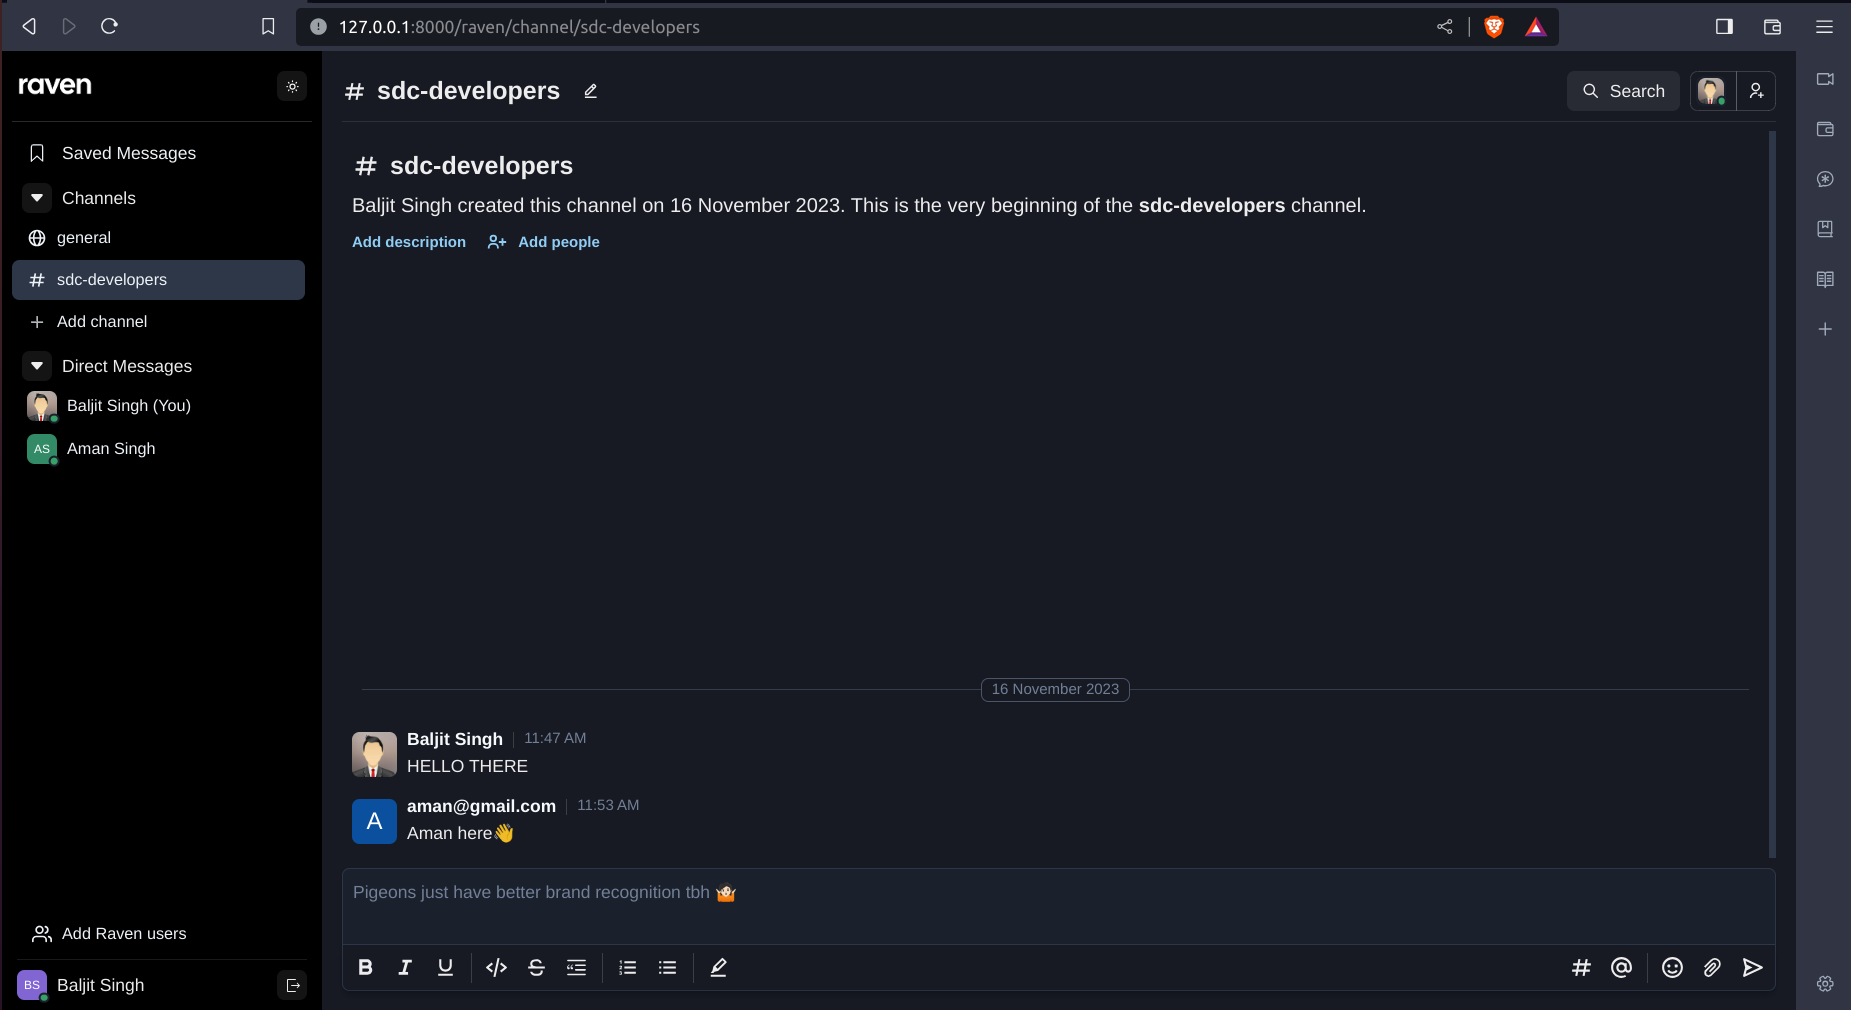 127.0.0.1:8000/raven/channel/sdc-developers
raven
Saved Messages
Channels
general
sdc-developers
Add channel
Direct Messages
Baljit Singh (You)
AS Aman Singh
Add Raven users
BS Baljit Singh
# sdc-developers
Search
# sdc-developers
Baljit Singh created this channel on 16 November 2023. This is the very beginning of the sdc-developers channel.
Add description Add people
16 November 2023
Baljit Singh | 11:47 AM
HELLO THERE
A aman@gmail.com | 11:53 AM
Aman here👋
Pigeons just have better brand recognition tbh 🤷🏻
B I U </> S # @